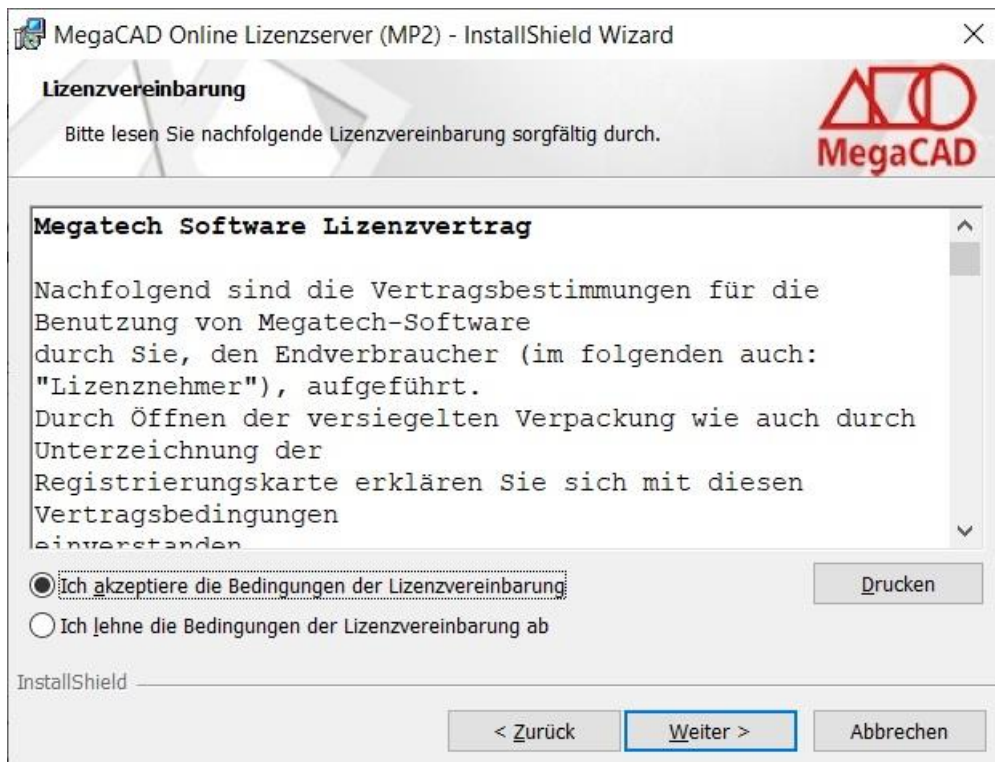 MegaCAD Online Lizenzserver (MP2) - InstallShield Wizard
Lizenzvereinbarung
Bitte lesen Sie nachfolgende Lizenzvereinbarung sorgfältig durch.
MegaCAD
Megatech Software Lizenzvertrag
Nachfolgend sind die Vertragsbestimmungen für die
Benutzung von Megatech-Software
durch Sie, den Endverbraucher (im folgenden auch:
"Lizenznehmer"), aufgeführt.
Durch Öffnen der versiegelten Verpackung wie auch durch
Unterzeichnung der
Registrierungskarte erklären Sie sich mit diesen
Vertragsbedingungen
einverstanden
Ich akzeptiere die Bedingungen der Lizenzvereinbarung
Drucken
Ich lehne die Bedingungen der Lizenzvereinbarung ab
InstallShield
< Zurück
Weiter >
Abbrechen